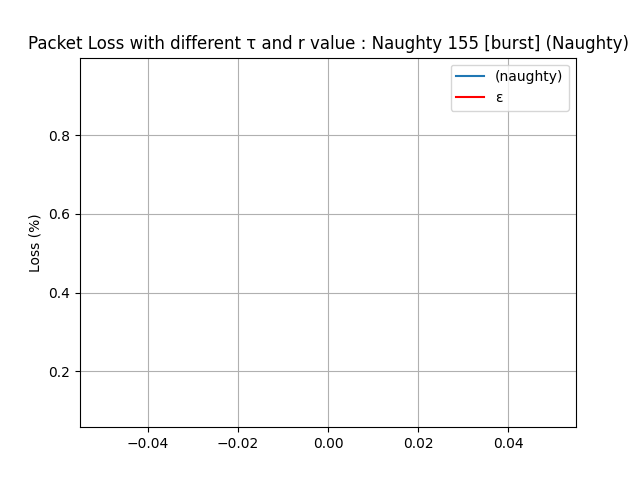 Packet Loss with different τ and r value : Naughty 155 [burst] (Naughty)
(naughty)
ε
Loss (%)
0.8
0.6
0.4
0.2
−0.04
−0.02
0.00
0.02
0.04